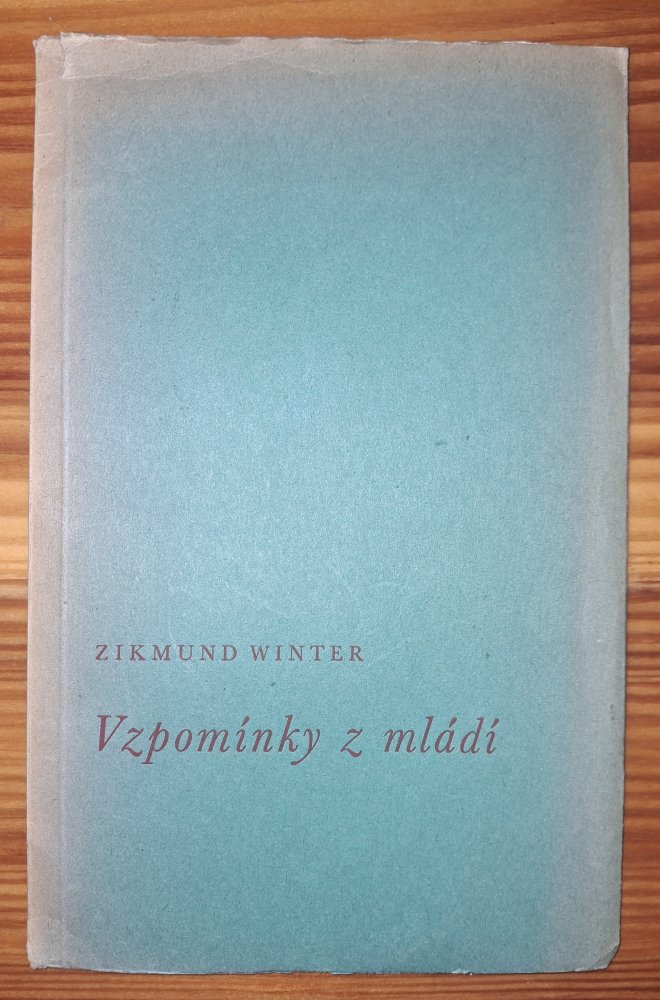 ZIKMUND WINTER
Vzpomínky z mládí